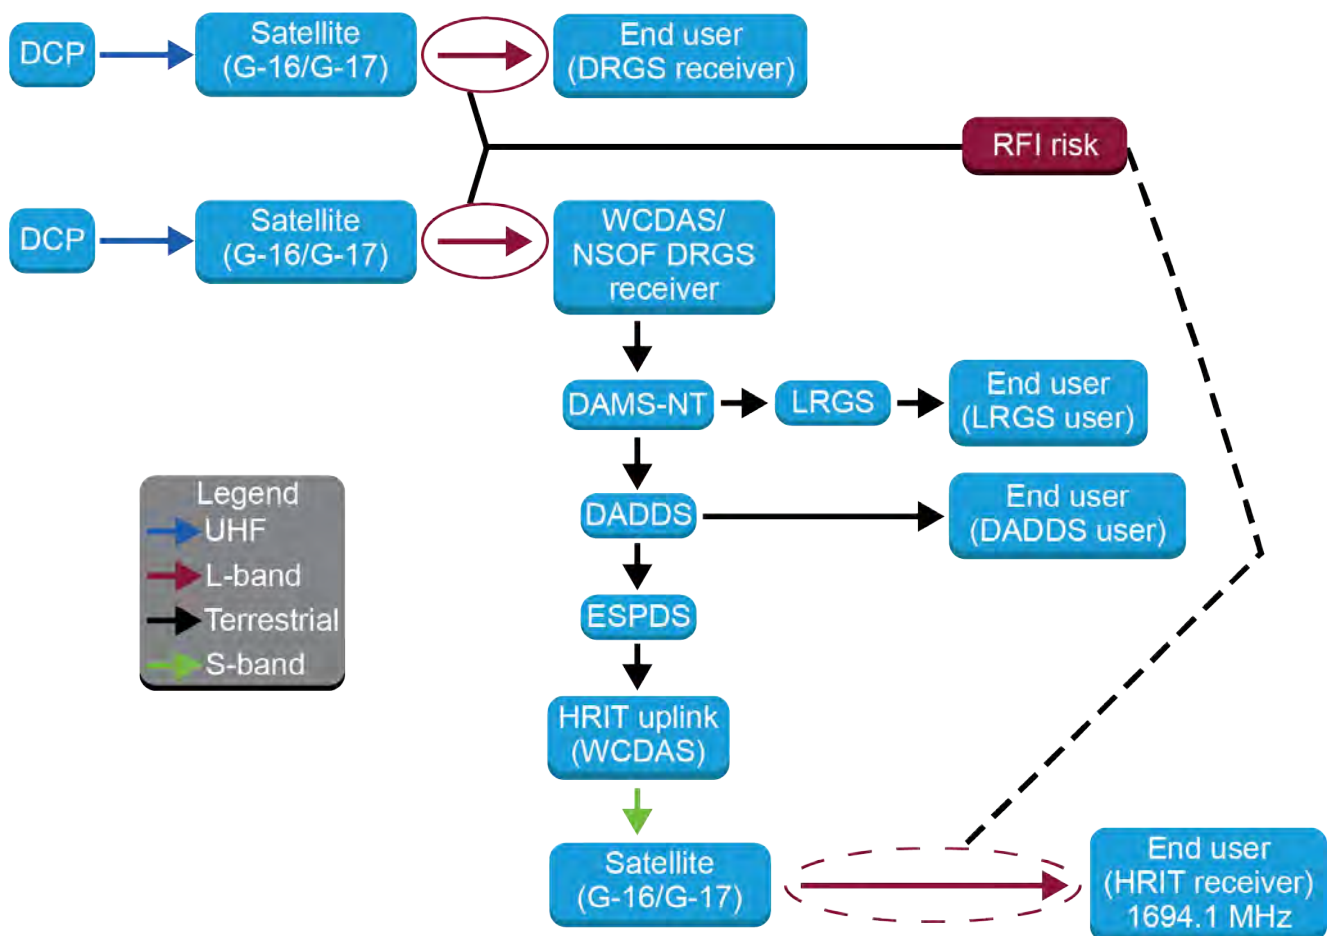 DCP
Satellite
(G-16/G-17)
End user
(DRGS receiver)
RFI risk
DCP
Satellite
(G-16/G-17)
WCDAS/
NSOF DRGS
receiver
DAMS-NT
LRGS
End user
(LRGS user)
DADDS
End user
(DADDS user)
Legend
UHF
L-band
Terrestrial
S-band
ESPDS
HRIT uplink
(WCDAS)
Satellite
(G-16/G-17)
End user
(HRIT receiver)
1694.1 MHz